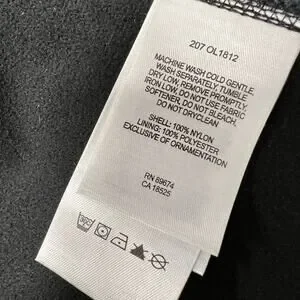 207 OL1812
MACHINE WASH COLD GENTLE
WASH SEPARATELY, TUMBLE
DRY LOW, REMOVE PROMPTLY.
IRON LOW. DO NOT USE FABRIC
SOFTENER. DO NOT BLEACH.
DO NOT DRYCLEAN
SHELL: 100% NYLON
LINING: 100% POLYESTER
EXCLUSIVE OF ORNAMENTATION
RN 89674
CA 18525